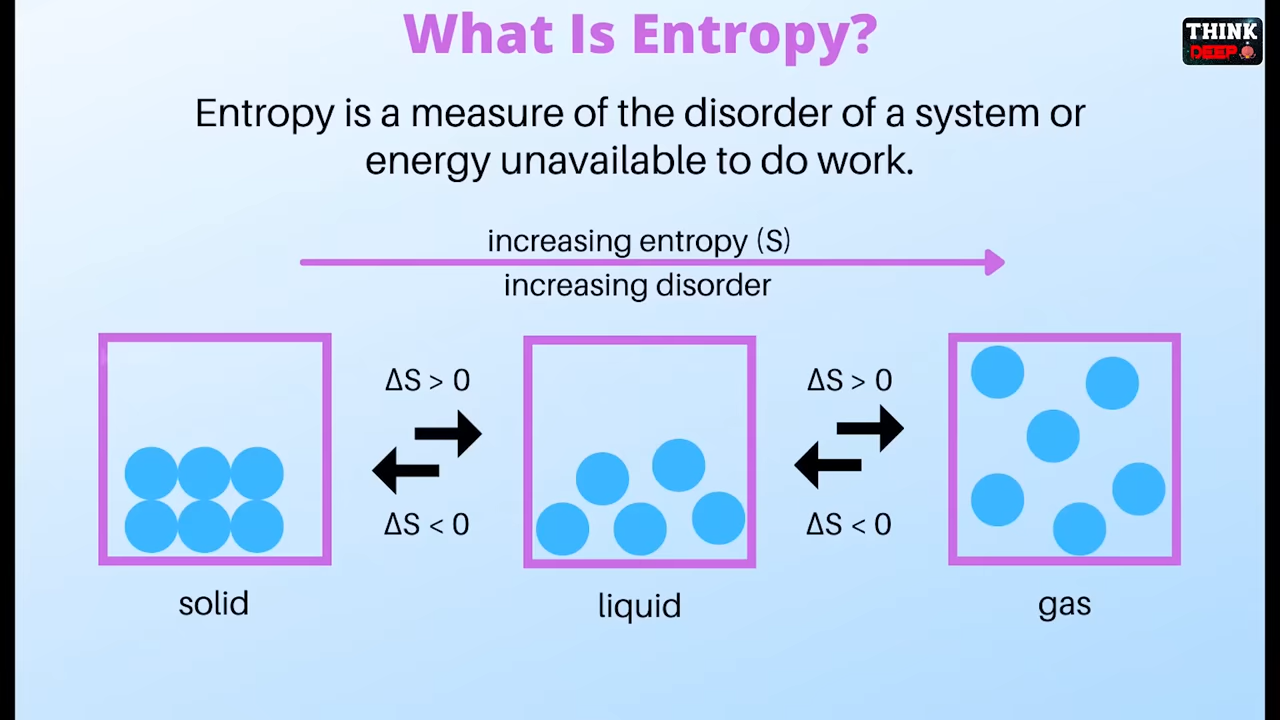 What Is Entropy?
THINK
DEEP
Entropy is a measure of the disorder of a system or
energy unavailable to do work.
increasing entropy (S)
increasing disorder
ΔS > 0
ΔS < 0
ΔS > 0
ΔS < 0
solid
liquid
gas